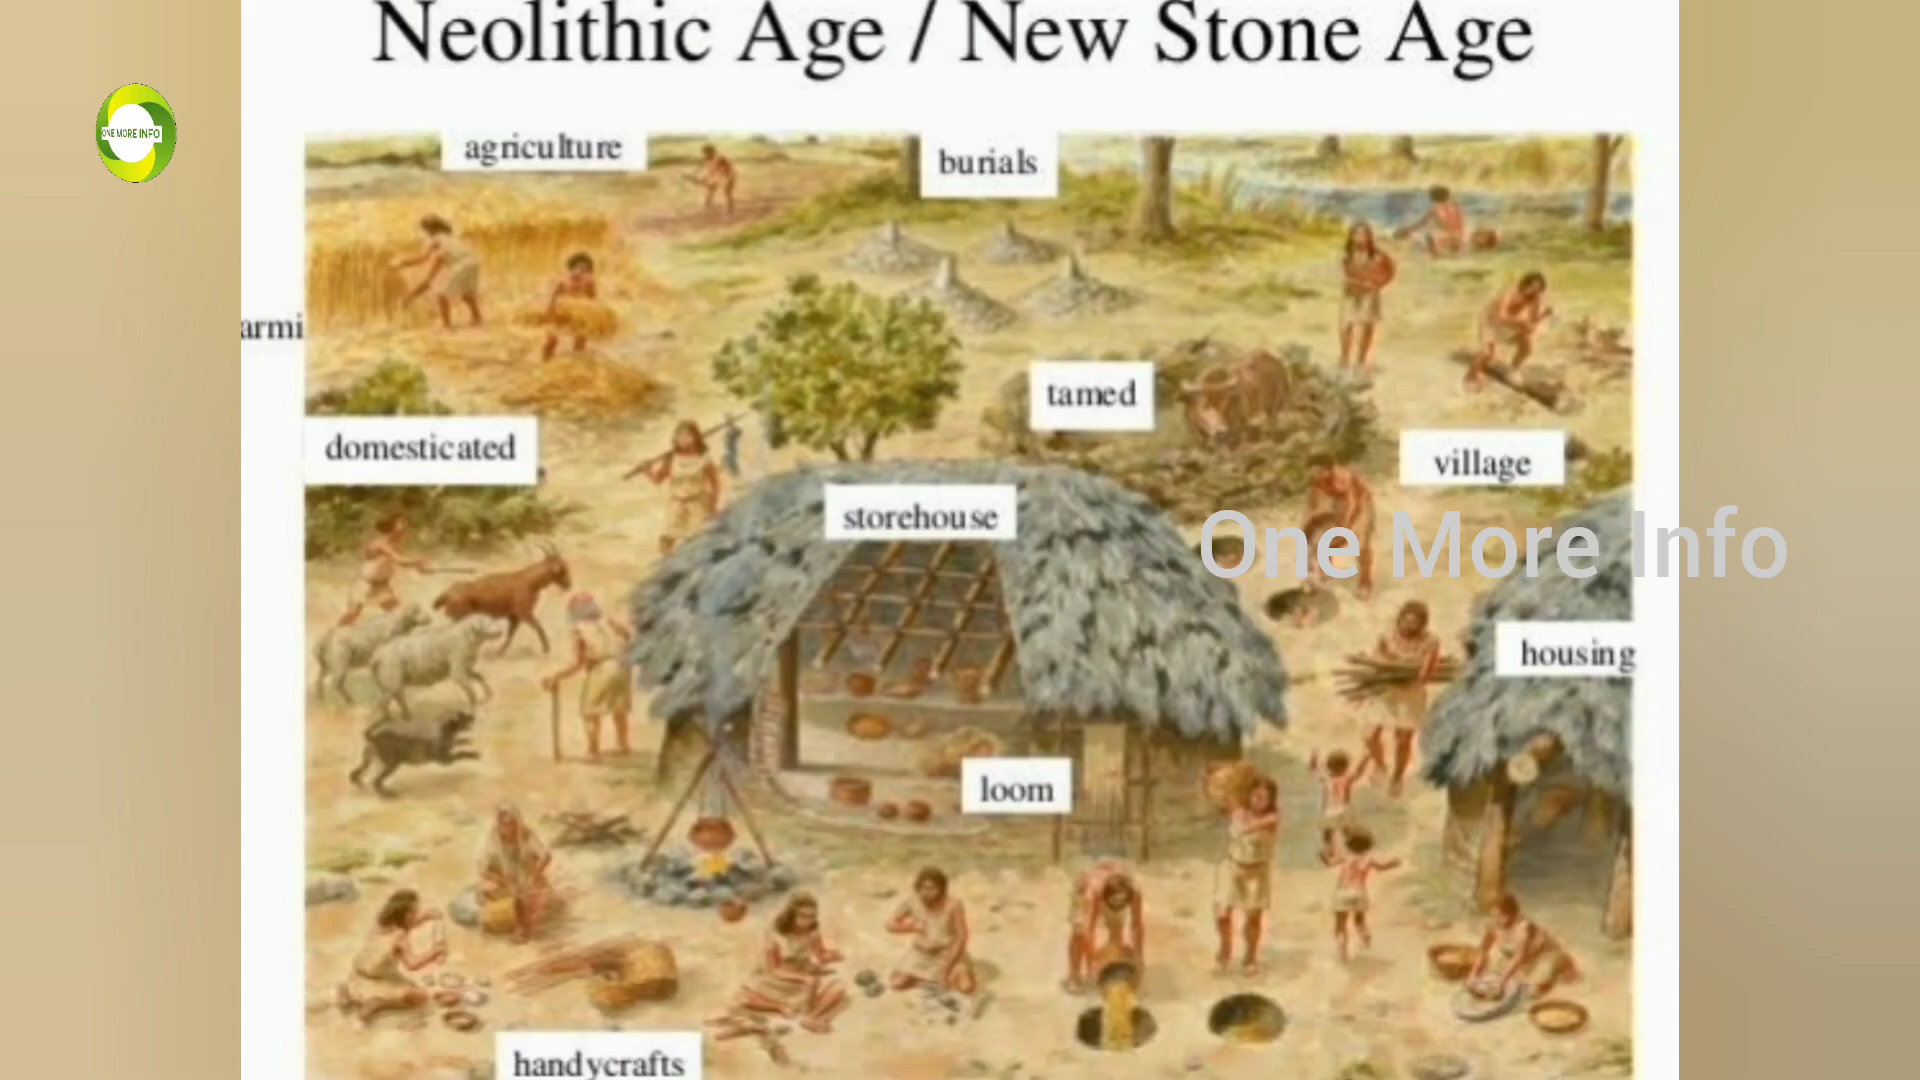 Neolithic Age / New Stone Age
ONE MORE INFO
agriculture
burials
armi
tamed
domesticated
village
storehouse
One More Info
housing
loom
handycrafts